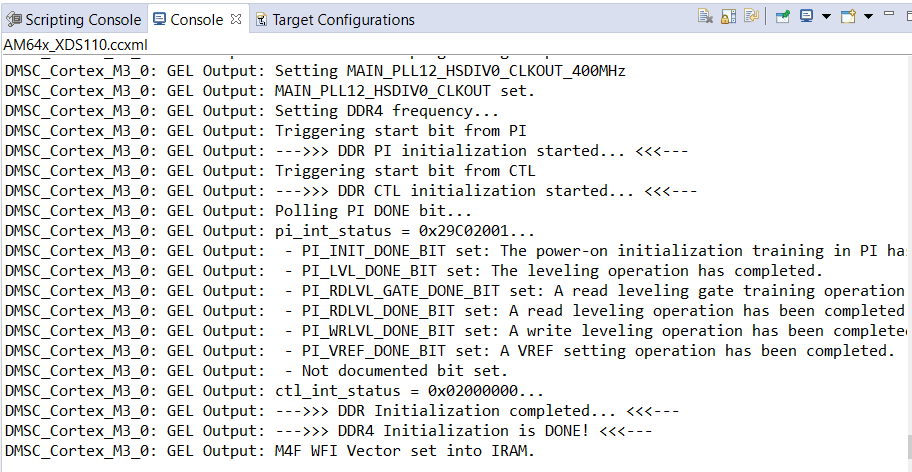 Scripting Console
Console
Target Configurations
AM64x_XDS110.ccxml
DMSC_Cortex_M3_0: GEL Output: Setting MAIN_PLL12_HSDIV0_CLKOUT_400MHz
DMSC_Cortex_M3_0: GEL Output: MAIN_PLL12_HSDIV0_CLKOUT set.
DMSC_Cortex_M3_0: GEL Output: Setting DDR4 frequency...
DMSC_Cortex_M3_0: GEL Output: Triggering start bit from PI
DMSC_Cortex_M3_0: GEL Output: --->>> DDR PI initialization started... <<<---
DMSC_Cortex_M3_0: GEL Output: Triggering start bit from CTL
DMSC_Cortex_M3_0: GEL Output: --->>> DDR CTL initialization started... <<<---
DMSC_Cortex_M3_0: GEL Output: Polling PI DONE bit...
DMSC_Cortex_M3_0: GEL Output: pi_int_status = 0x29C02001...
DMSC_Cortex_M3_0: GEL Output:  - PI_INIT_DONE_BIT set: The power-on initialization training in PI ha
DMSC_Cortex_M3_0: GEL Output:  - PI_LVL_DONE_BIT set: The leveling operation has completed.
DMSC_Cortex_M3_0: GEL Output:  - PI_RDLVL_GATE_DONE_BIT set: A read leveling gate training operation
DMSC_Cortex_M3_0: GEL Output:  - PI_RDLVL_DONE_BIT set: A read leveling operation has been completed
DMSC_Cortex_M3_0: GEL Output:  - PI_WRLVL_DONE_BIT set: A write leveling operation has been complete
DMSC_Cortex_M3_0: GEL Output:  - PI_VREF_DONE_BIT set: A VREF setting operation has been completed.
DMSC_Cortex_M3_0: GEL Output:  - Not documented bit set.
DMSC_Cortex_M3_0: GEL Output: ctl_int_status = 0x02000000...
DMSC_Cortex_M3_0: GEL Output: --->>> DDR Initialization completed... <<<---
DMSC_Cortex_M3_0: GEL Output: --->>> DDR4 Initialization is DONE! <<<---
DMSC_Cortex_M3_0: GEL Output: M4F WFI Vector set into IRAM.